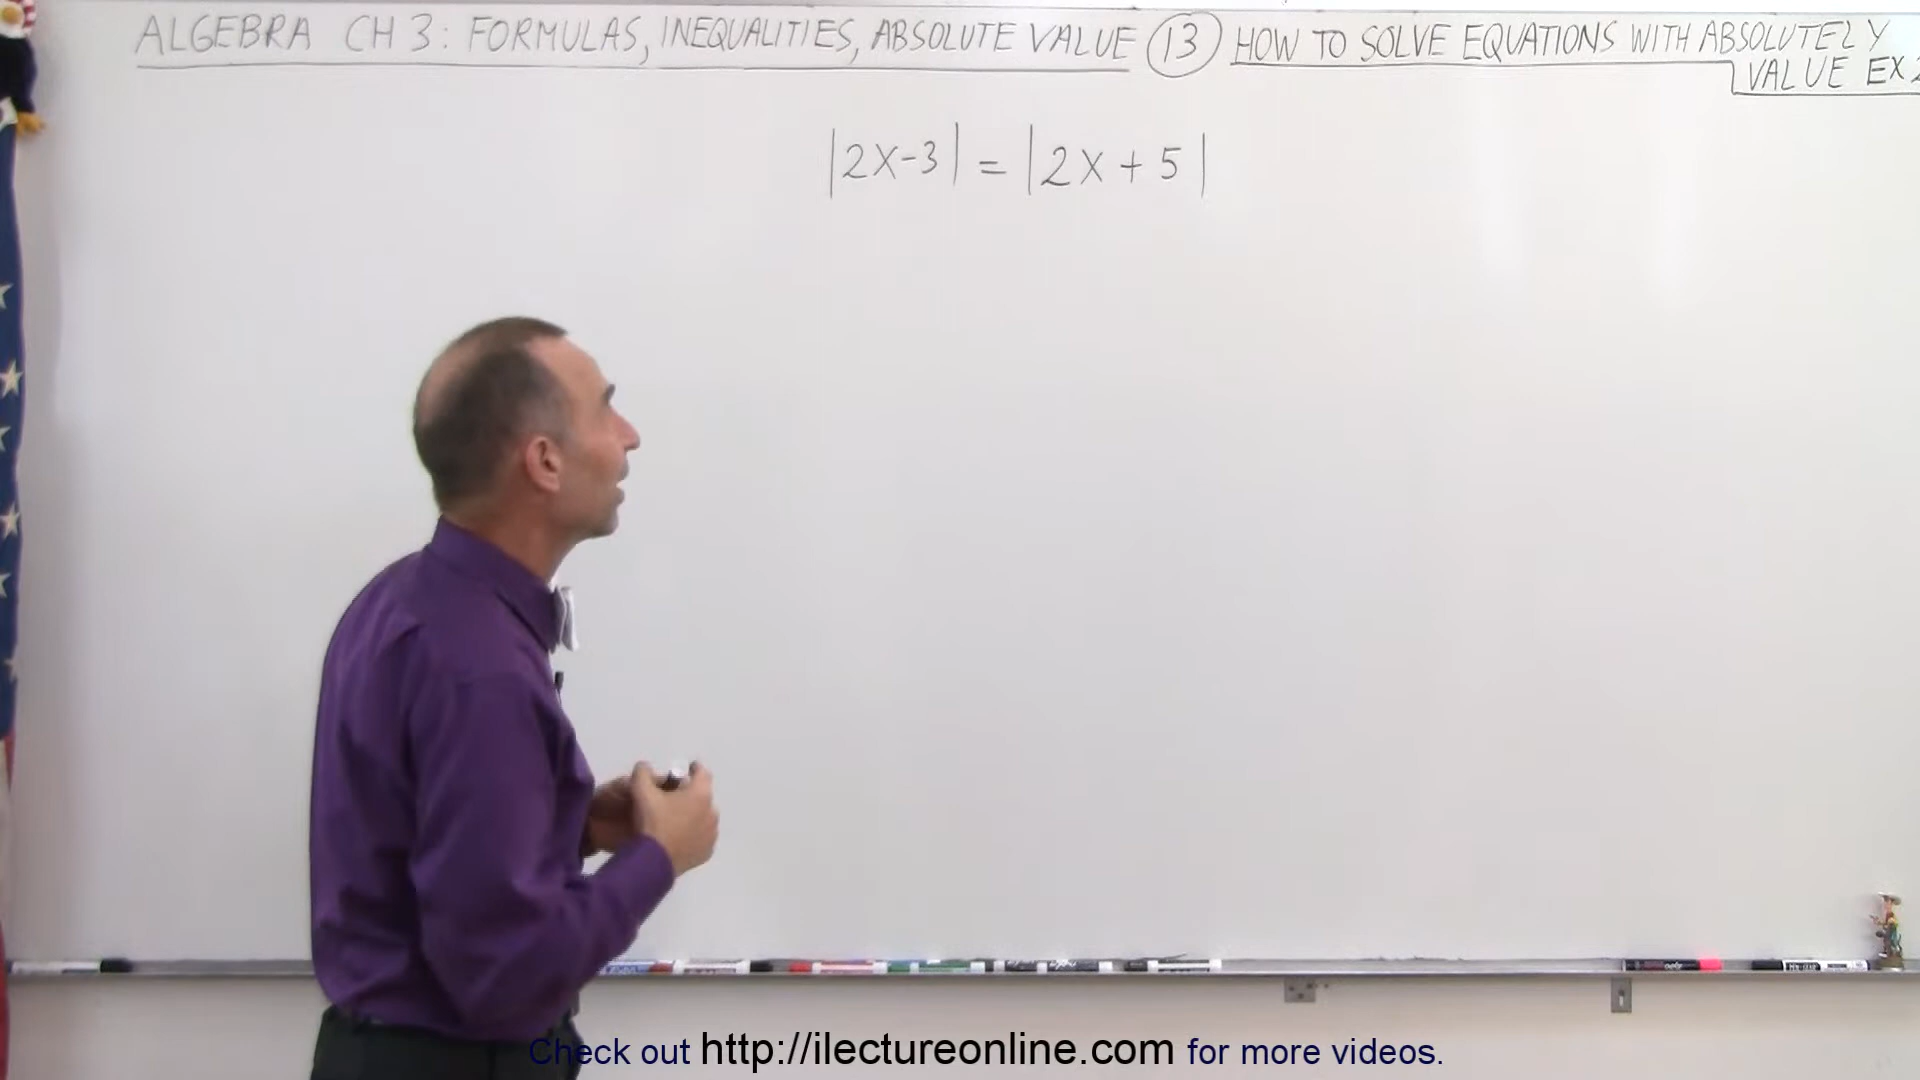 ALGEBRA CH 3: FORMULAS, INEQUALITIES, ABSOLUTE VALUE 13 HOW TO SOLVE EQUATIONS WITH ABSOLUTELY
VALUE EX 2
|2X-3| = |2X+5|
Check out http://ilectureonline.com for more videos.